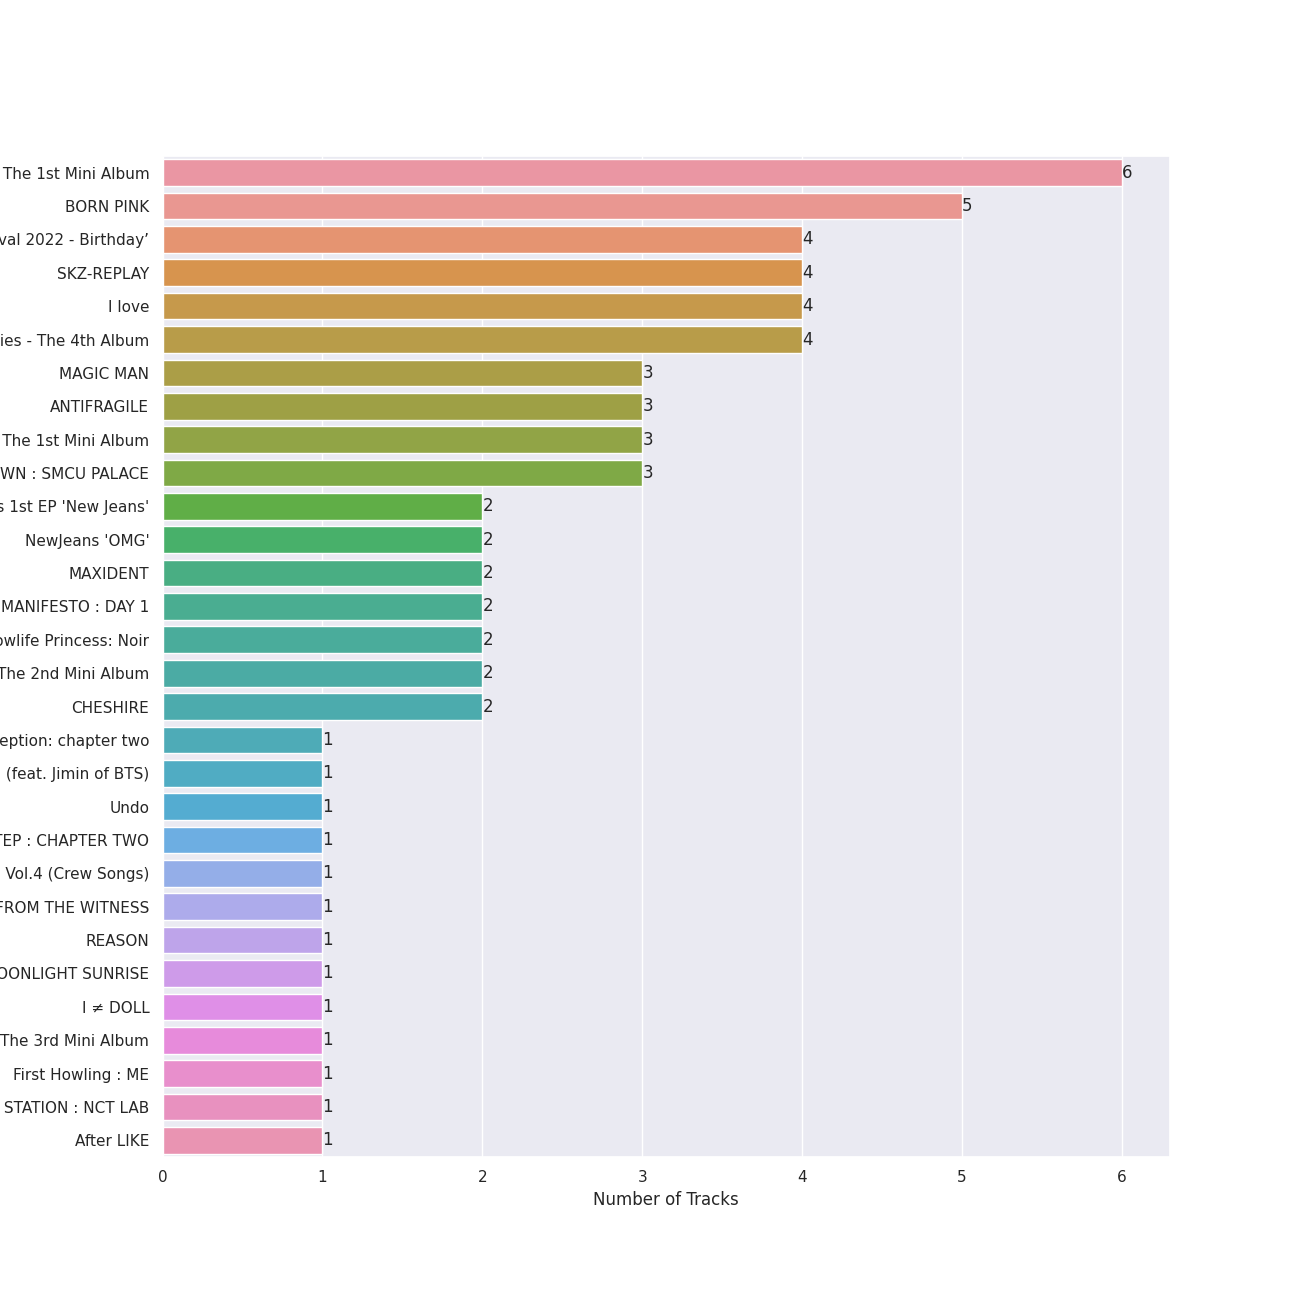 The 1st Mini Album 6
BORN PINK 5
val 2022 - Birthday’ 4
SKZ-REPLAY 4
I love 4
ies - The 4th Album 4
MAGIC MAN 3
ANTIFRAGILE 3
The 1st Mini Album 3
WN : SMCU PALACE 3
s 1st EP 'New Jeans' 2
NewJeans 'OMG' 2
MAXIDENT 2
MANIFESTO : DAY 1 2
owlife Princess: Noir 2
The 2nd Mini Album 2
CHESHIRE 2
eption: chapter two 1
(feat. Jimin of BTS) 1
Undo 1
TEP : CHAPTER TWO 1
Vol.4 (Crew Songs) 1
FROM THE WITNESS 1
REASON 1
OONLIGHT SUNRISE 1
I ≠ DOLL 1
The 3rd Mini Album 1
First Howling : ME 1
STATION : NCT LAB 1
After LIKE 1
0 1 2 3 4 5 6
Number of Tracks